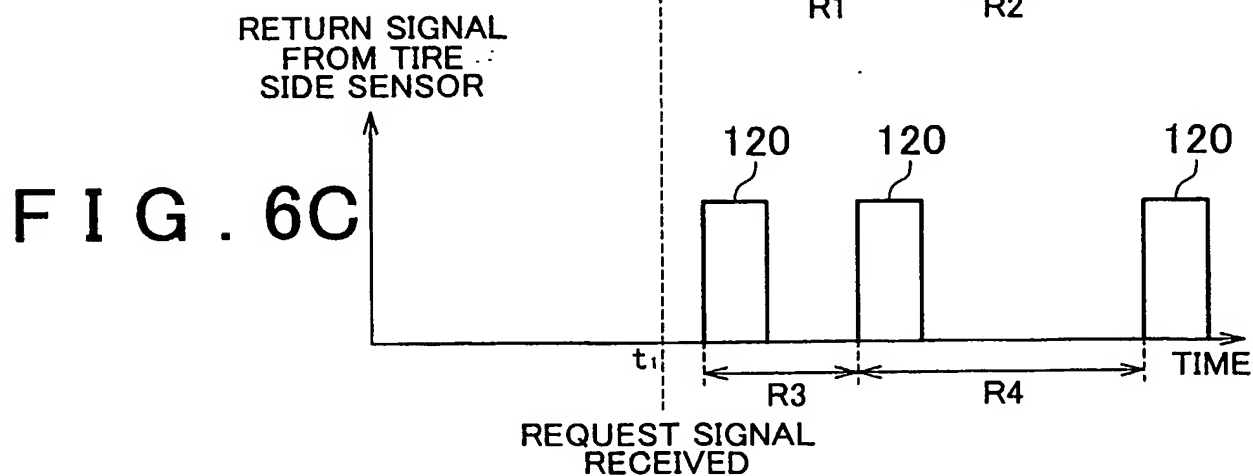 R1 R2
RETURN SIGNAL
FROM TIRE
SIDE SENSOR
120 120 120
FIG. 6C
t1
TIME
R3 R4
REQUEST SIGNAL
RECEIVED